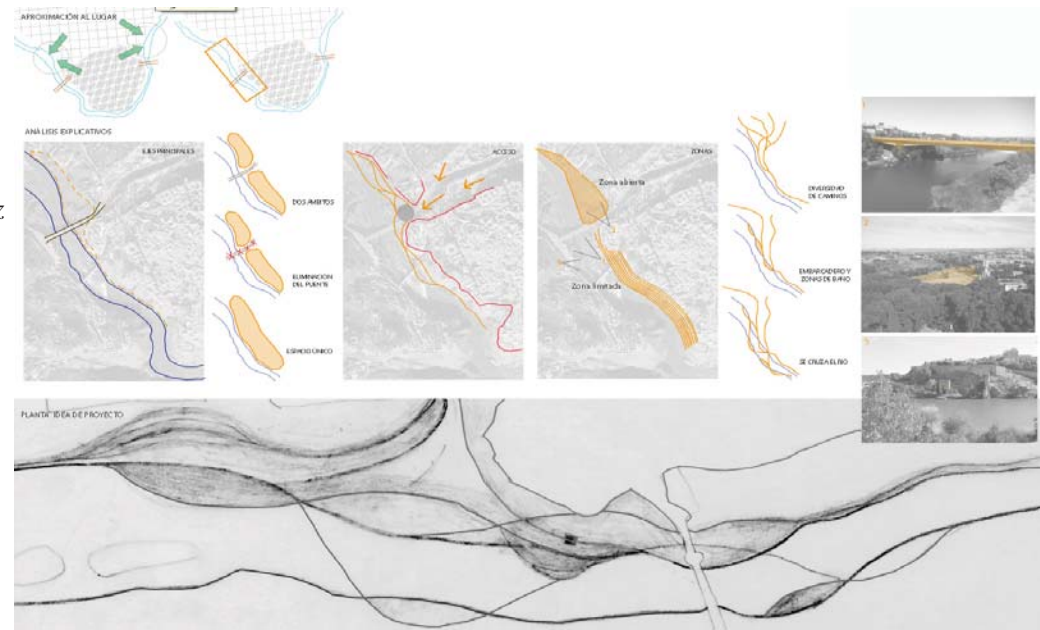 APROXIMACIÓN AL LUGAR
ANÁLISIS EXPLICATIVOS
EJES PRINCIPALES
DOS ÁMBITOS
ELIMINACIÓN
DEL PUENTE
ESPACIO ÚNICO
ACCESO
ZONAS
Zona abierta
Zona limitada
DIVERSIDAD
DE CAMINOS
EMBARCADERO Y
ZONAS DE BAÑO
SE CRUZA EL RÍO
1
2
3
PLANTA IDEA DE PROYECTO
z